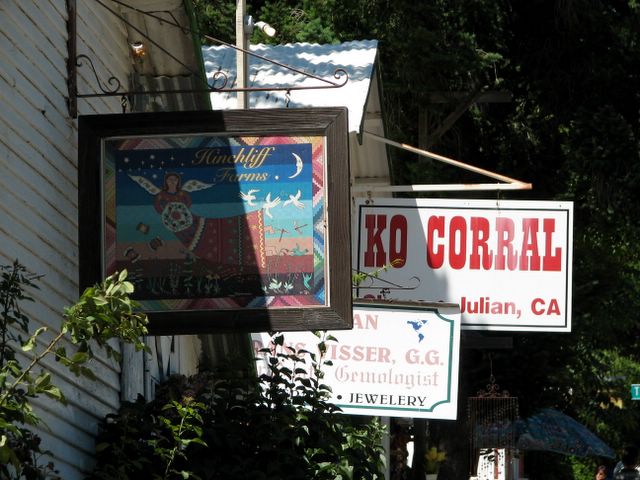 Hinchliff
Farms
KO CORRAL
Julian, CA
AN
ISSER, G.G.
Gemologist
• JEWELERY
T